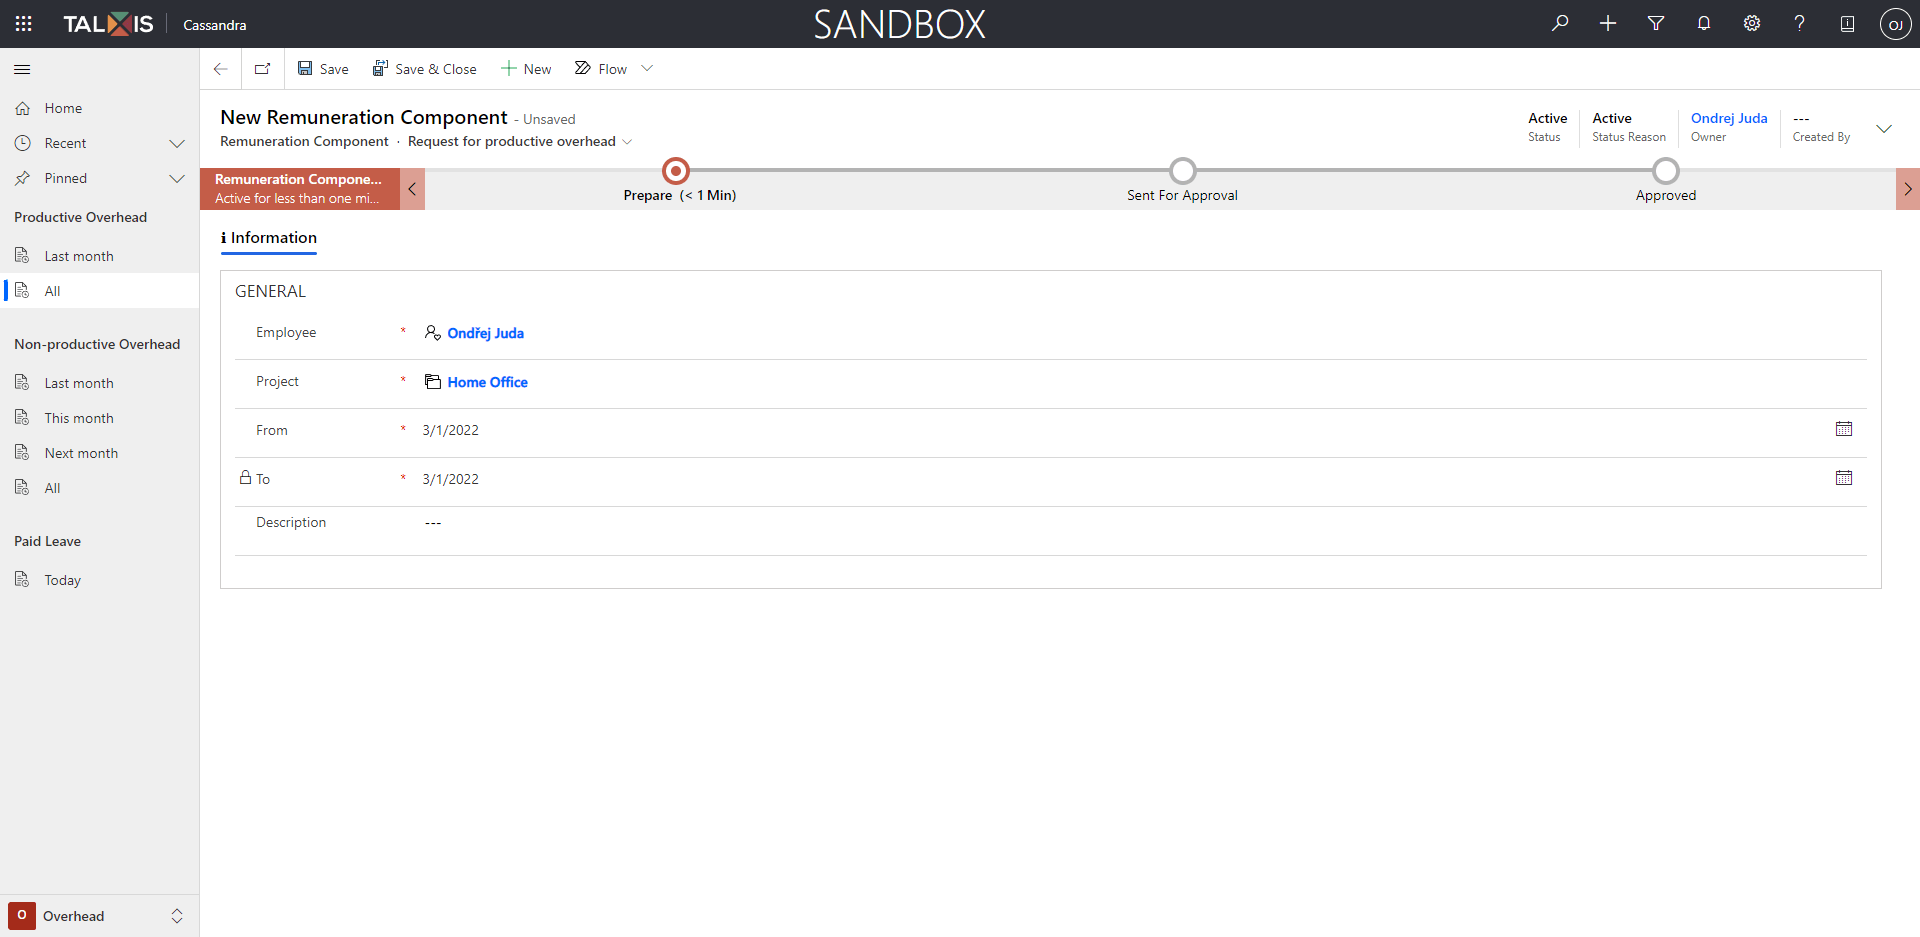 TALXIS Cassandra
SANDBOX
OJ
Save
Save & Close
New
Flow
Home
Recent
Pinned
Productive Overhead
Last month
All
Non-productive Overhead
Last month
This month
Next month
All
Paid Leave
Today
O Overhead
New Remuneration Component - Unsaved
Remuneration Component · Request for productive overhead
Active
Status
Active
Status Reason
Ondrej Juda
Owner
---
Created By
Remuneration Compone...
Active for less than one mi...
Prepare (< 1 Min)
Sent For Approval
Approved
Information
GENERAL
Employee * Ondřej Juda
Project * Home Office
From * 3/1/2022
To * 3/1/2022
Description ---